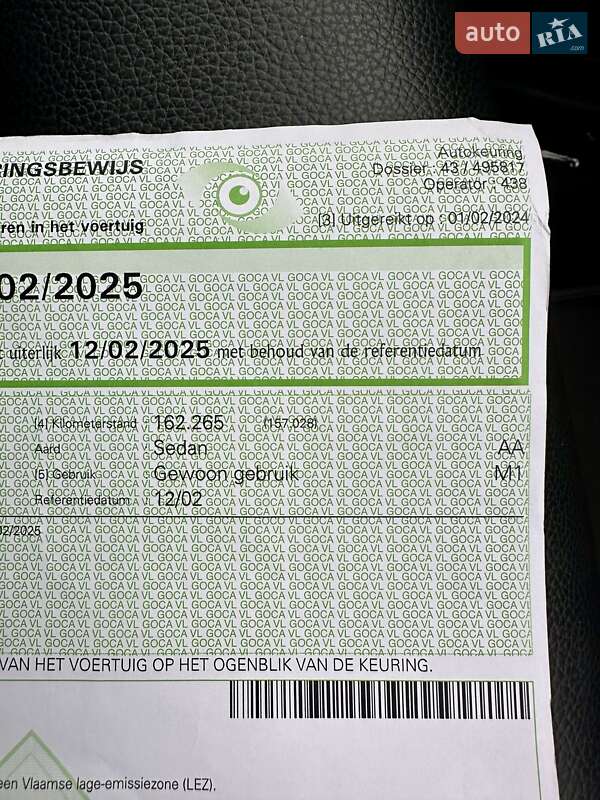 auto RIA .com
RINGSBEWIJS
Autokeuring
Dossier : 437/495817
Operator : 438
ren in het voertuig
[3] Uitgereikt op : 01/02/2024
02/2025
t uiterlijk 12/02/2025 met behoud van de referentiedatum
[4] Kilometerstand : 162.265 (157.028)
Aard : Sedan AA
[5] Gebruik : Gewoon gebruik M1
Referentiedatum : 12/02
02/2025
VAN HET VOERTUIG OP HET OGENBLIK VAN DE KEURING.
een Vlaamse lage-emissiezone (LEZ).